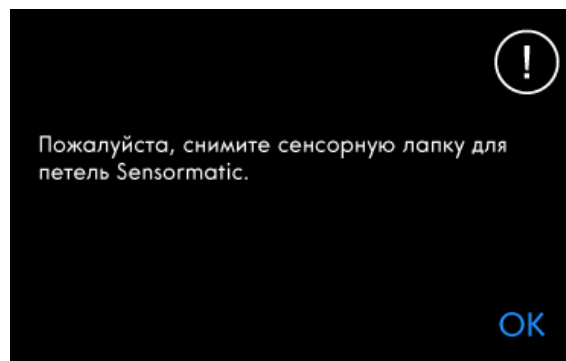 !
Пожалуйста, снимите сенсорную лапку для
петель Sensormatic.
OK